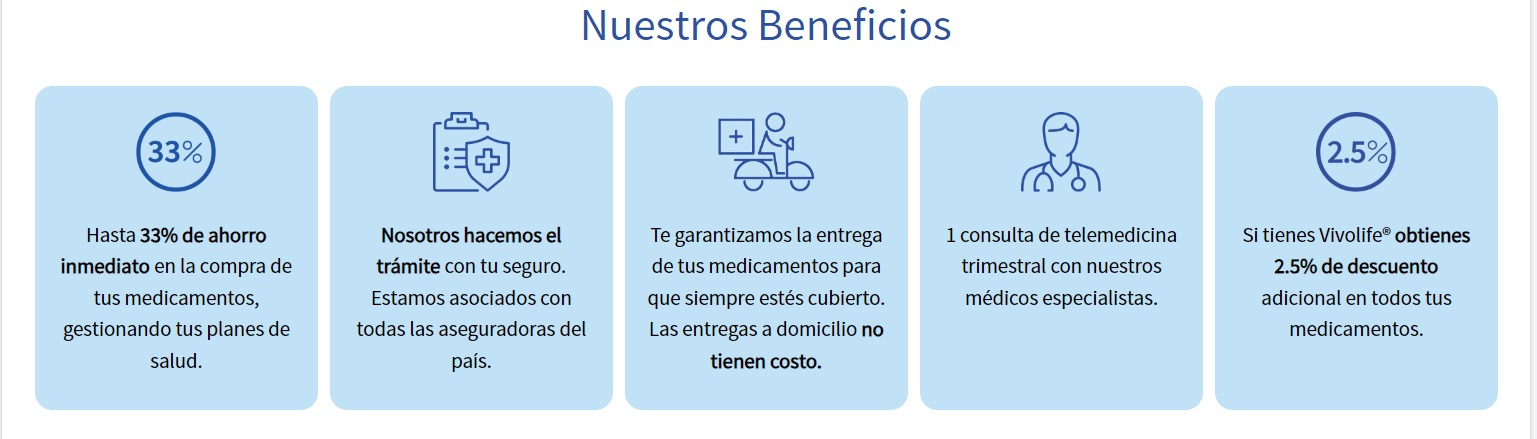 Nuestros Beneficios
33%
Hasta 33% de ahorro
inmediato en la compra de
tus medicamentos,
gestionando tus planes de
salud.
Nosotros hacemos el
trámite con tu seguro.
Estamos asociados con
todas las aseguradoras del
país.
Te garantizamos la entrega
de tus medicamentos para
que siempre estés cubierto.
Las entregas a domicilio no
tienen costo.
1 consulta de telemedicina
trimestral con nuestros
médicos especialistas.
2.5%
Si tienes Vivolife® obtienes
2.5% de descuento
adicional en todos tus
medicamentos.